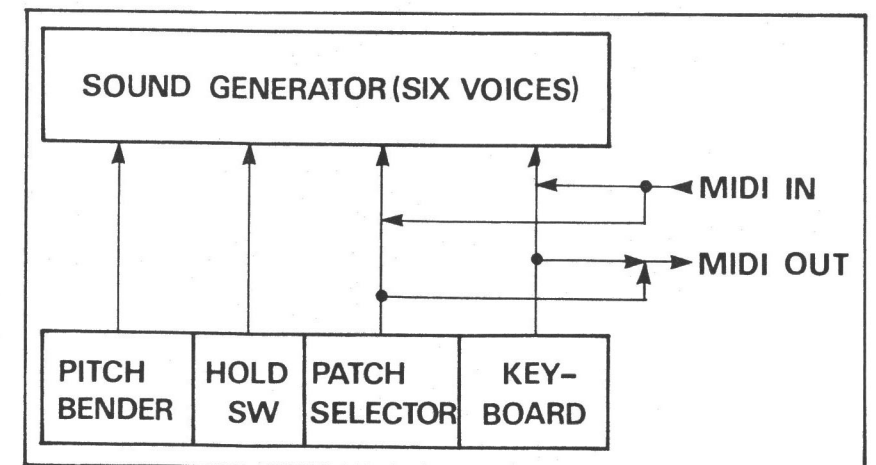 SOUND GENERATOR (SIX VOICES)
MIDI IN
MIDI OUT
PITCH
BENDER
HOLD
SW
PATCH
SELECTOR
KEY-
BOARD